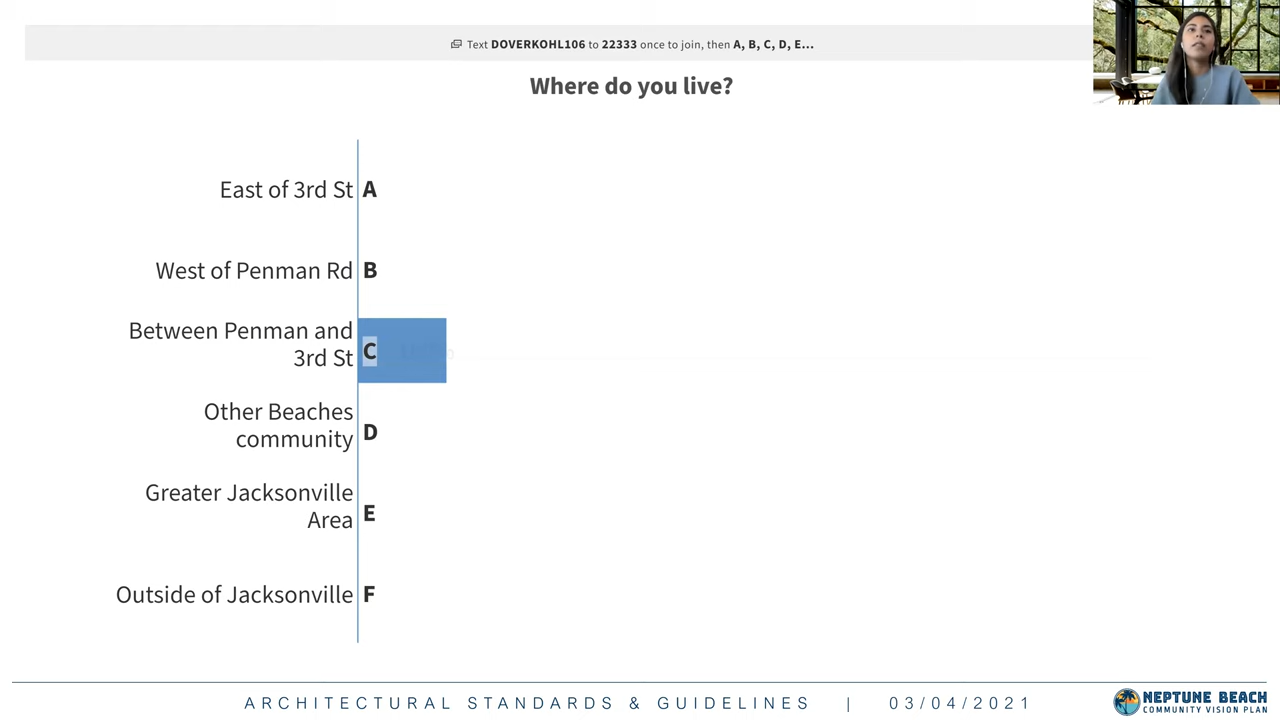 Text DOVERKOHL106 to 22333 once to join, then A, B, C, D, E...
Where do you live?
East of 3rd St A
West of Penman Rd B
Between Penman and
3rd St C
Other Beaches
community D
Greater Jacksonville
Area E
Outside of Jacksonville F
ARCHITECTURAL STANDARDS & GUIDELINES | 03/04/2021
NEPTUNE BEACH
COMMUNITY VISION PLAN